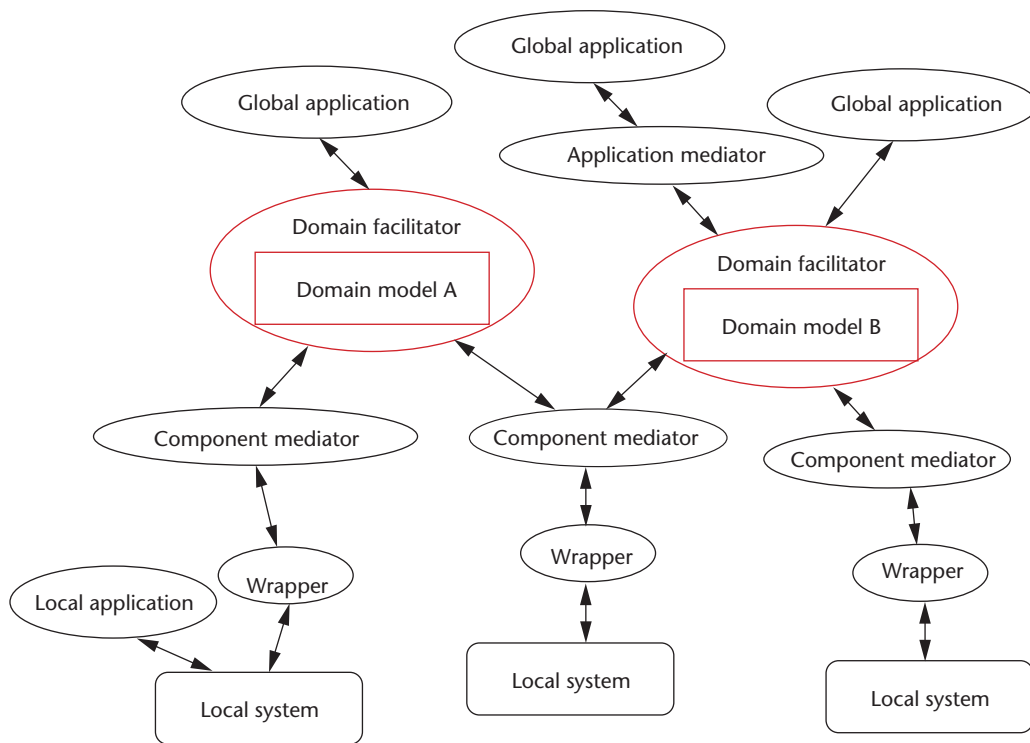 Global application
Global application
Global application
Application mediator
Domain facilitator
Domain model A
Domain facilitator
Domain model B
Component mediator
Component mediator
Component mediator
Wrapper
Wrapper
Wrapper
Local application
Local system
Local system
Local system